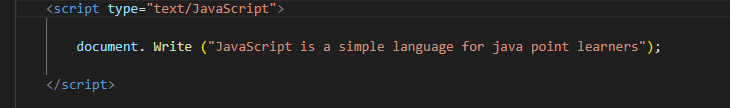 <script type="text/JavaScript">
document. Write ("JavaScript is a simple language for java point learners");
</script>